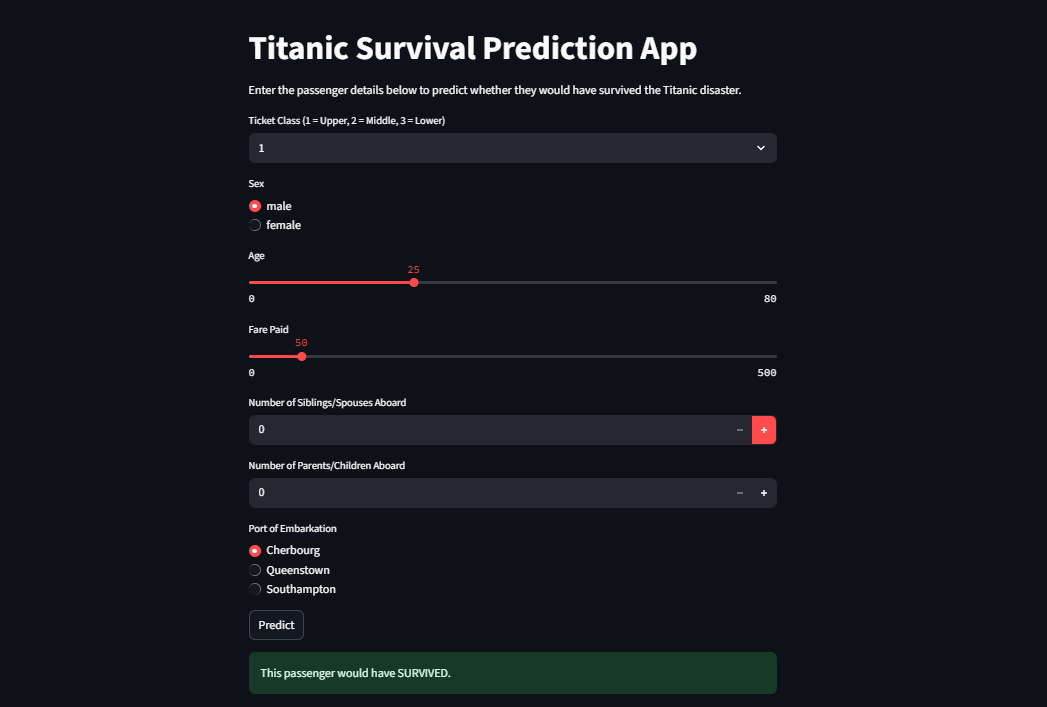 Titanic Survival Prediction App
Enter the passenger details below to predict whether they would have survived the Titanic disaster.
Ticket Class (1 = Upper, 2 = Middle, 3 = Lower)
1
Sex
male
female
Age
25
0 80
Fare Paid
50
0 500
Number of Siblings/Spouses Aboard
0 − +
Number of Parents/Children Aboard
0 − +
Port of Embarkation
Cherbourg
Queenstown
Southampton
Predict
This passenger would have SURVIVED.